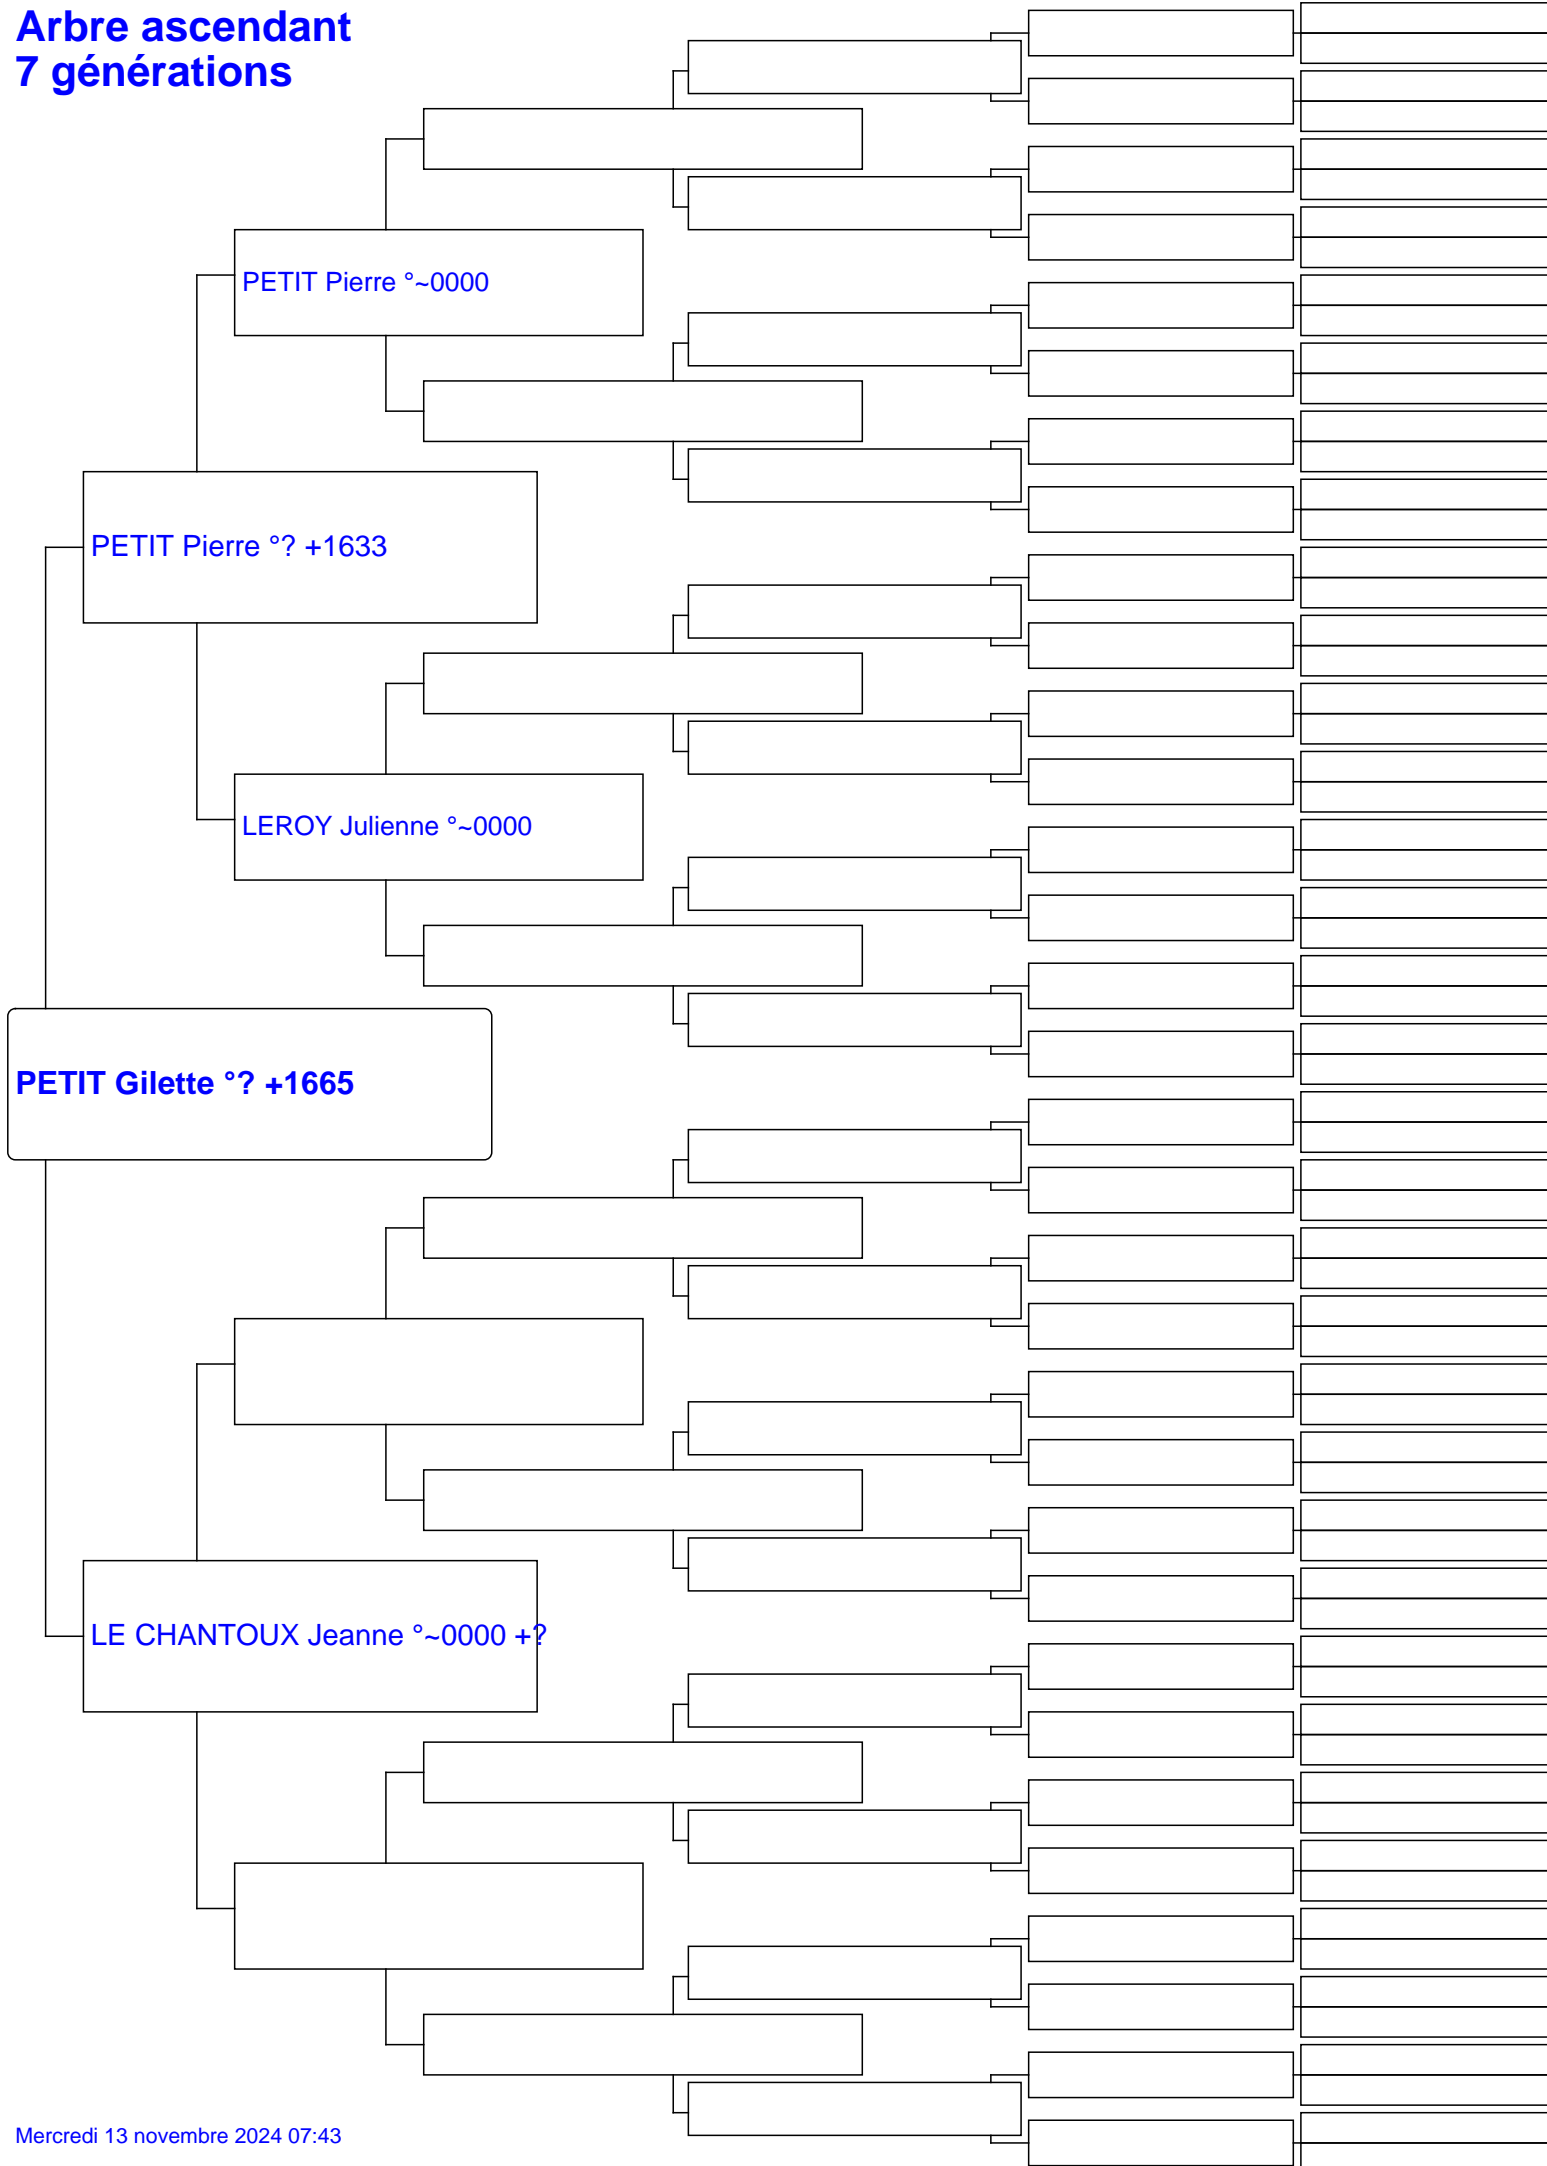 Arbre ascendant
7 générations
PETIT Pierre °~0000
PETIT Pierre °? +1633
LEROY Julienne °~0000
PETIT Gilette °? +1665
LE CHANTOUX Jeanne °~0000 +?
Mercredi 13 novembre 2024 07:43